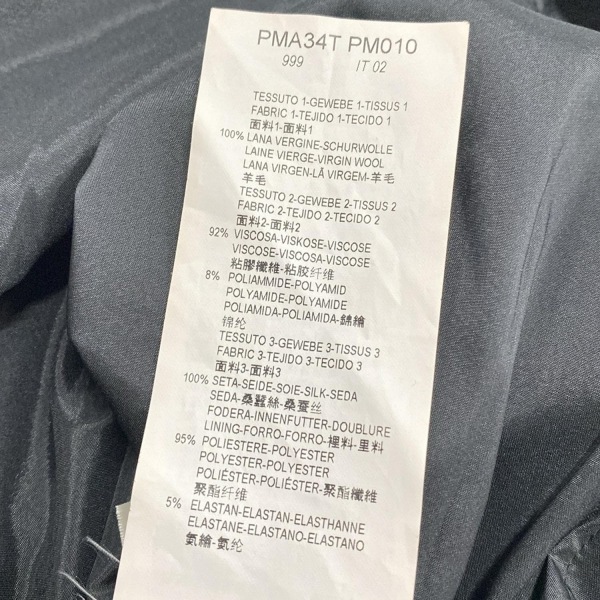 PMA34T PM010
999 IT 02
TESSUTO 1-GEWEBE 1-TISSUS 1
FABRIC 1-TEJIDO 1-TECIDO 1
面料1-面料1
100% LANA VERGINE-SCHURWOLLE
LAINE VIERGE-VIRGIN WOOL
LANA VIRGEN-LÃ VIRGEM-羊毛
羊毛
TESSUTO 2-GEWEBE 2-TISSUS 2
FABRIC 2-TEJIDO 2-TECIDO 2
面料2-面料2
92% VISCOSA-VISKOSE-VISCOSE
VISCOSE-VISCOSA-VISCOSE
粘膠纖維-粘胶纤维
8% POLIAMMIDE-POLYAMID
POLYAMIDE-POLYAMIDE
POLIAMIDA-POLIAMIDA-錦綸
锦纶
TESSUTO 3-GEWEBE 3-TISSUS 3
FABRIC 3-TEJIDO 3-TECIDO 3
面料3-面料3
100% SETA-SEIDE-SOIE-SILK-SEDA
SEDA-桑蠶絲-桑蚕丝
FODERA-INNENFUTTER-DOUBLURE
LINING-FORRO-FORRO-裡料-里料
95% POLIESTERE-POLYESTER
POLYESTER-POLYESTER
POLIÉSTER-POLIÉSTER-聚酯纖維
聚酯纤维
5% ELASTAN-ELASTAN-ELASTHANNE
ELASTANE-ELASTANO-ELASTANO
氨綸-氨纶